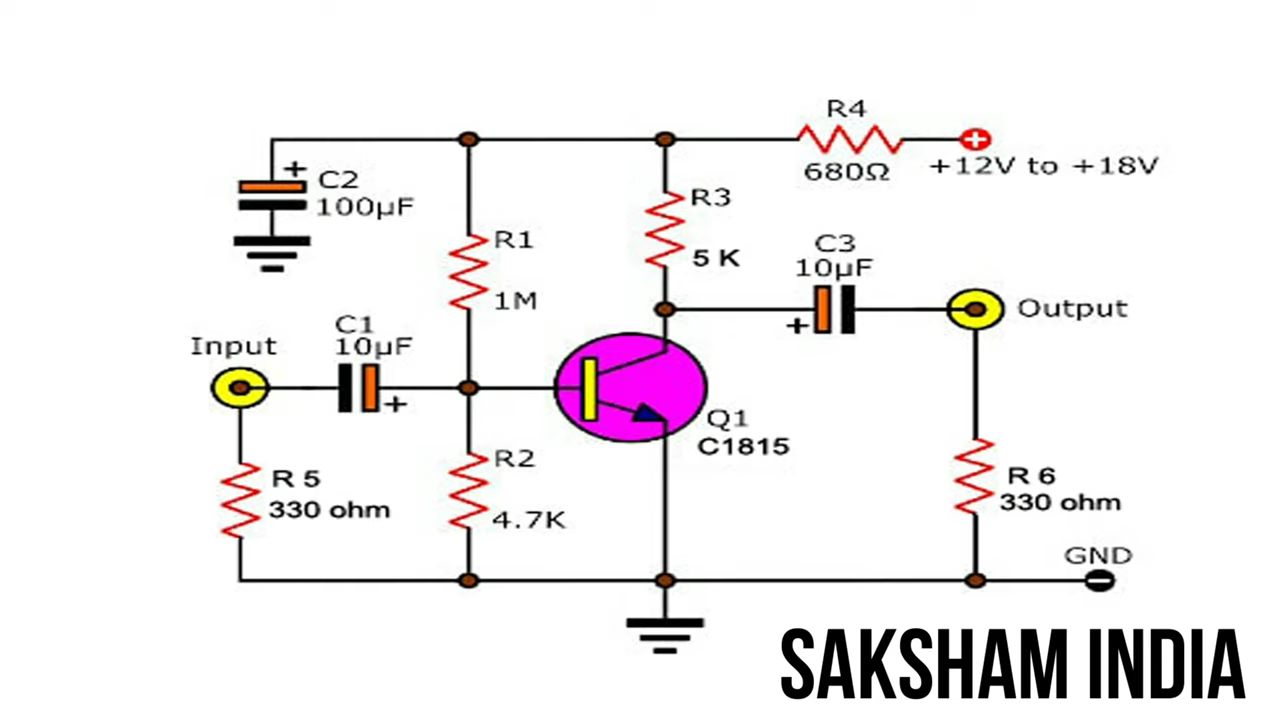 R4
680Ω
+12V to +18V
+
C2
100µF
R3
5 K
R1
1M
C3
10µF
+
Output
Input
C1
10µF
+
Q1
C1815
R2
4.7K
R 5
330 ohm
R 6
330 ohm
GND
SAKSHAM INDIA